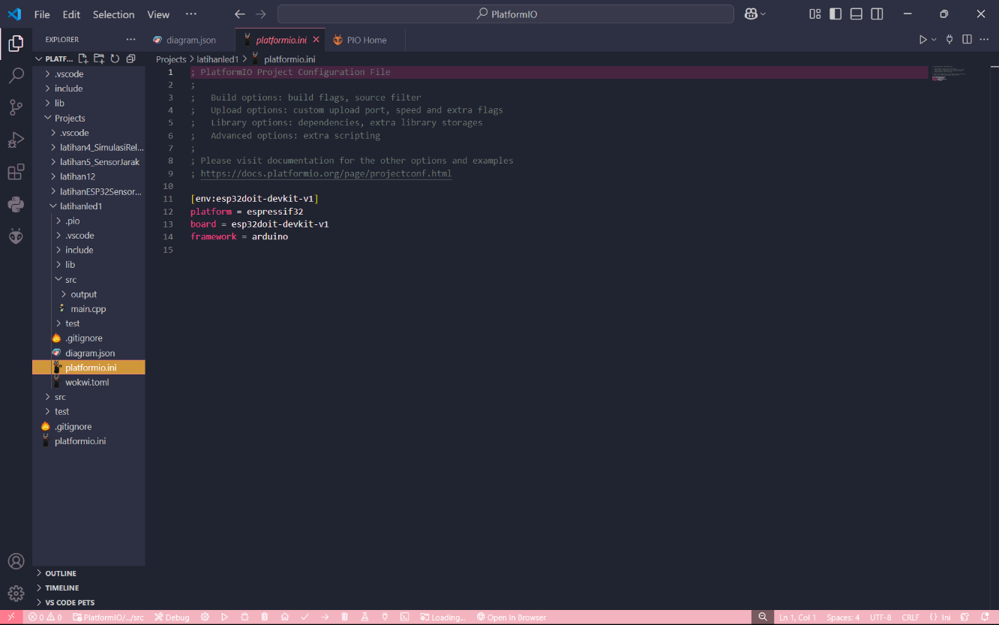 File Edit Selection View
PlatformIO
EXPLORER
diagram.json
platformio.ini
PIO Home
PLATF...
Projects latihanled1 platformio.ini
.vscode
include
lib
Projects
.vscode
latihan4_SimulasiRel...
latihan5_SensorJarak
latihan12
latihanESP32Sensor...
latihanled1
.pio
.vscode
include
lib
src
output
main.cpp
test
.gitignore
diagram.json
platformio.ini
wokwi.toml
src
test
.gitignore
platformio.ini
OUTLINE
TIMELINE
VS CODE PETS
1 ; PlatformIO Project Configuration File
2 ;
3 ;   Build options: build flags, source filter
4 ;   Upload options: custom upload port, speed and extra flags
5 ;   Library options: dependencies, extra library storages
6 ;   Advanced options: extra scripting
7 ;
8 ; Please visit documentation for the other options and examples
9 ; https://docs.platformio.org/page/projectconf.html
10
11 [env:esp32doit-devkit-v1]
12 platform = espressif32
13 board = esp32doit-devkit-v1
14 framework = arduino
15
0 0 PlatformIO/.../src Debug Loading... Open In Browser Ln 1, Col 1 Spaces: 4 UTF-8 CRLF {} Ini